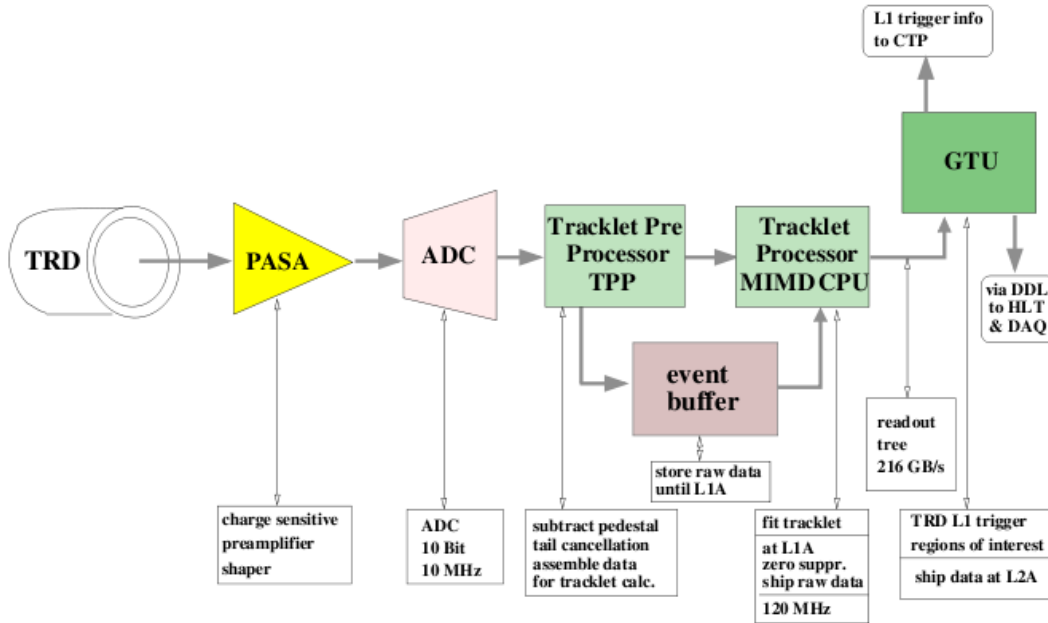 L1 trigger info
to CTP
GTU
TRD
PASA
ADC
Tracklet Pre
Processor
TPP
Tracklet
Processor
MIMD CPU
via DDL
to HLT
& DAQ
event
buffer
readout
tree
216 GB/s
store raw data
until L1A
charge sensitive
preamplifier
shaper
ADC
10 Bit
10 MHz
subtract pedestal
tail cancellation
assemble data
for tracklet calc.
fit tracklet
at L1A
zero suppr.
ship raw data
120 MHz
TRD L1 trigger
regions of interest
ship data at L2A